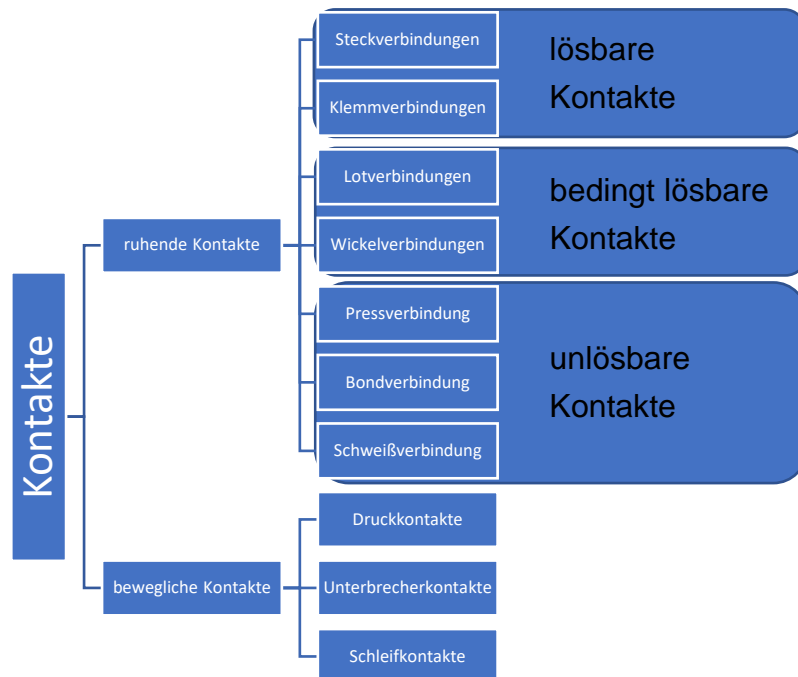 Kontakte
ruhende Kontakte
Steckverbindungen
Klemmverbindungen
lösbare
Kontakte
Lotverbindungen
Wickelverbindungen
bedingt lösbare
Kontakte
Pressverbindung
Bondverbindung
Schweißverbindung
unlösbare
Kontakte
bewegliche Kontakte
Druckkontakte
Unterbrecherkontakte
Schleifkontakte